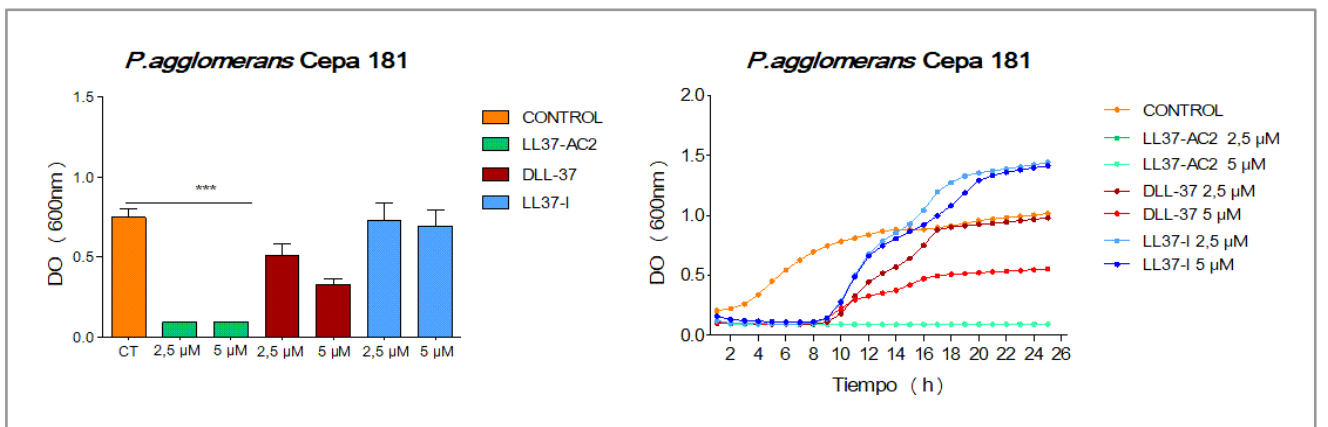 P.agglomerans Cepa 181
1.5
1.0
0.5
0.0
DO ( 600nm)
***
CT 2,5 µM 5 µM 2,5 µM 5 µM 2,5 µM 5 µM
CONTROL
LL37-AC2
DLL-37
LL37-I
P.agglomerans Cepa 181
2.0
1.5
1.0
0.5
0.0
DO ( 600nm)
2 4 6 8 10 12 14 16 18 20 22 24 26
Tiempo ( h)
CONTROL
LL37-AC2 2,5 µM
LL37-AC2 5 µM
DLL-37 2,5 µM
DLL-37 5 µM
LL37-I 2,5 µM
LL37-I 5 µM